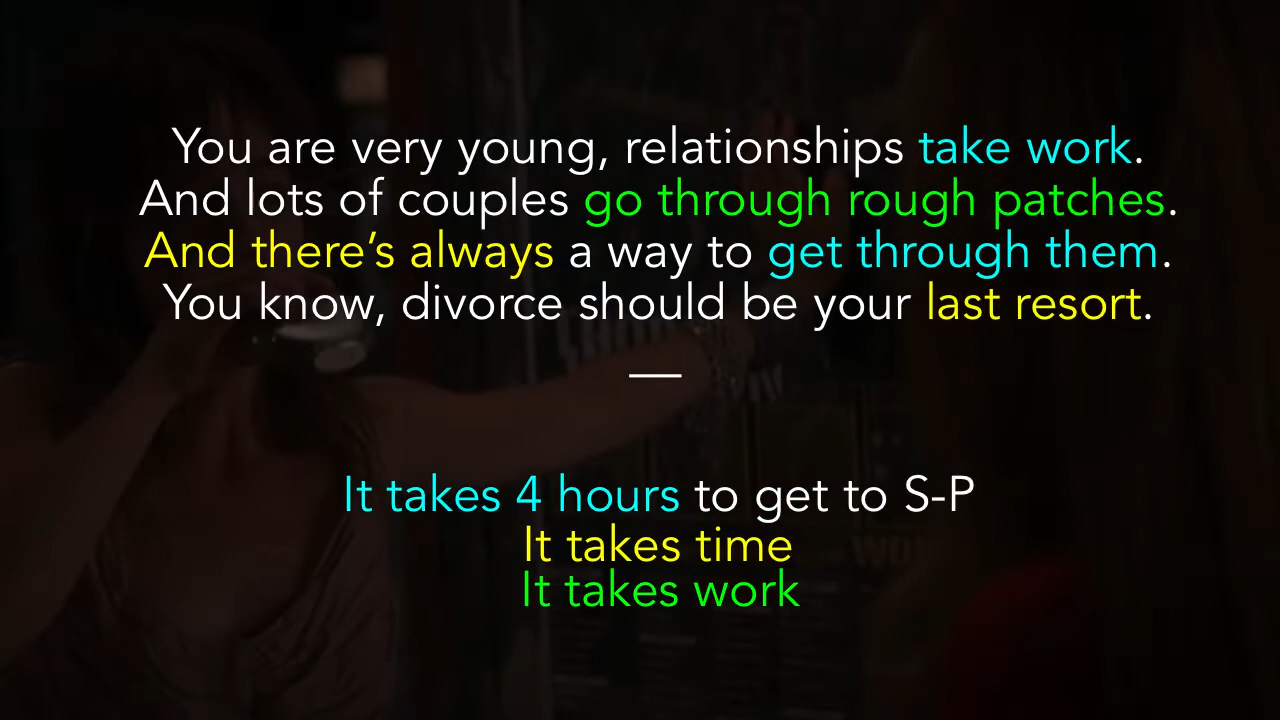 You are very young, relationships take work.
And lots of couples go through rough patches.
And there’s always a way to get through them.
You know, divorce should be your last resort.
—
It takes 4 hours to get to S-P
It takes time
It takes work